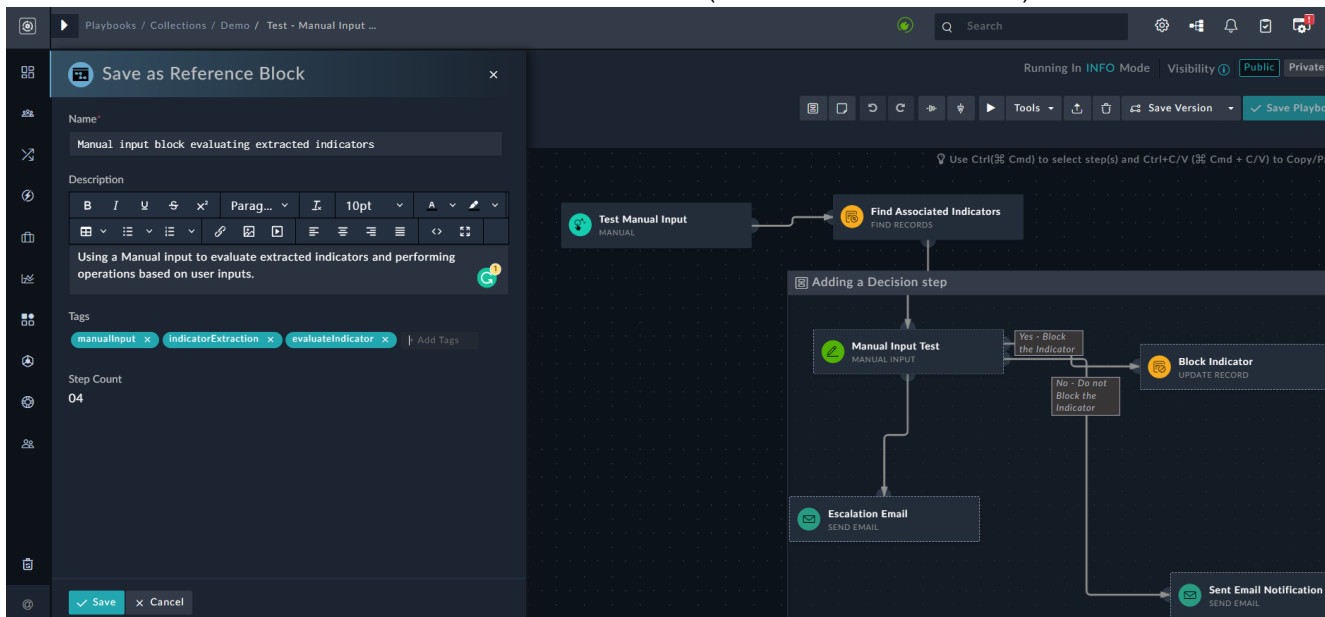 Playbooks / Collections / Demo / Test - Manual Input ...
Search
Save as Reference Block
Name*
Manual input block evaluating extracted indicators
Description
B I U S x² Parag... Ix 10pt A
Using a Manual input to evaluate extracted indicators and performing
operations based on user inputs.
1
Tags
manualInput × indicatorExtraction × evaluateIndicator × Add Tags
Step Count
04
Save × Cancel
@
Running In INFO Mode Visibility Public Private
Tools Save Version Save Playbo
Use Ctrl(⌘ Cmd) to select step(s) and Ctrl+C/V (⌘ Cmd + C/V) to Copy/P
Test Manual Input
MANUAL
Find Associated Indicators
FIND RECORDS
Adding a Decision step
Manual Input Test
MANUAL INPUT
Yes - Block
the Indicator
Block Indicator
UPDATE RECORD
No - Do not
Block the
Indicator
Escalation Email
SEND EMAIL
Sent Email Notification
SEND EMAIL